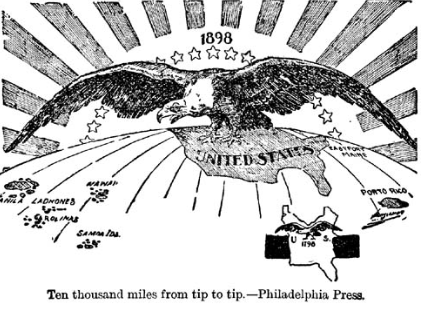 1898
UNITED STATES
EASTPORT
MAINE
HAWAII
MANILA
LADRONES
CAROLINAS
SAMOA IDS.
PORTO RICO
U. S.
1798
Ten thousand miles from tip to tip.—Philadelphia Press.